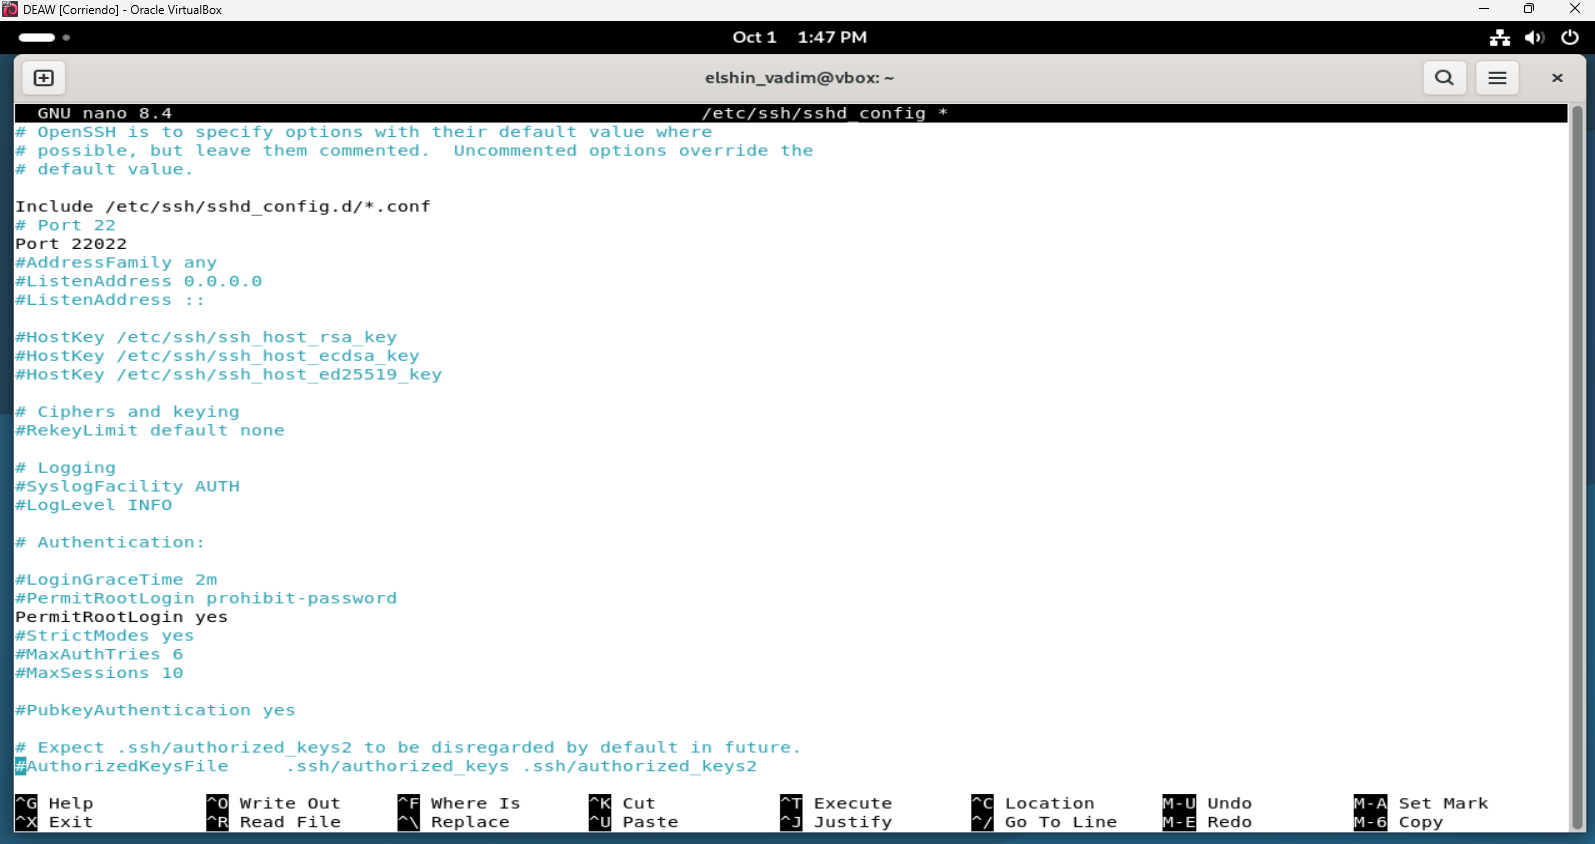 DEAW [Corriendo] - Oracle VirtualBox
Oct 1 1:47 PM
elshin_vadim@vbox: ~
GNU nano 8.4 /etc/ssh/sshd_config *
# OpenSSH is to specify options with their default value where
# possible, but leave them commented.  Uncommented options override the
# default value.
Include /etc/ssh/sshd_config.d/*.conf
# Port 22
Port 22022
#AddressFamily any
#ListenAddress 0.0.0.0
#ListenAddress ::
#HostKey /etc/ssh/ssh_host_rsa_key
#HostKey /etc/ssh/ssh_host_ecdsa_key
#HostKey /etc/ssh/ssh_host_ed25519_key
# Ciphers and keying
#RekeyLimit default none
# Logging
#SyslogFacility AUTH
#LogLevel INFO
# Authentication:
#LoginGraceTime 2m
#PermitRootLogin prohibit-password
PermitRootLogin yes
#StrictModes yes
#MaxAuthTries 6
#MaxSessions 10
#PubkeyAuthentication yes
# Expect .ssh/authorized_keys2 to be disregarded by default in future.
#AuthorizedKeysFile     .ssh/authorized_keys .ssh/authorized_keys2
^G Help ^O Write Out ^F Where Is ^K Cut ^T Execute ^C Location M-U Undo M-A Set Mark
^X Exit ^R Read File ^\ Replace ^U Paste ^J Justify ^/ Go To Line M-E Redo M-6 Copy